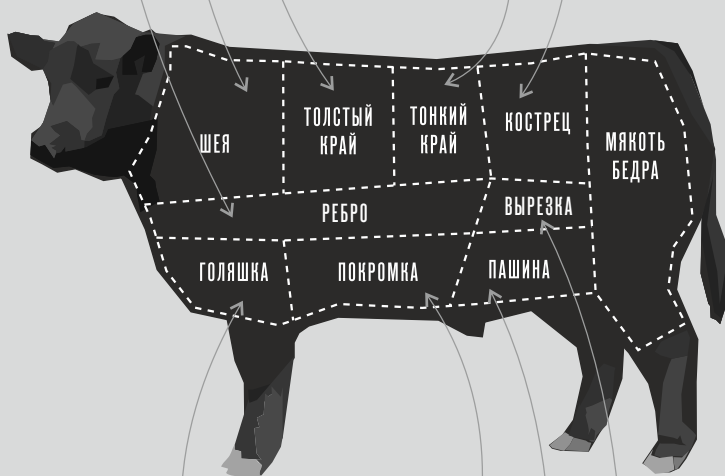 ШЕЯ
ТОЛСТЫЙ
КРАЙ
ТОНКИЙ
КРАЙ
КОСТРЕЦ
МЯКОТЬ
БЕДРА
РЕБРО
ВЫРЕЗКА
ГОЛЯШКА
ПОКРОМКА
ПАШИНА